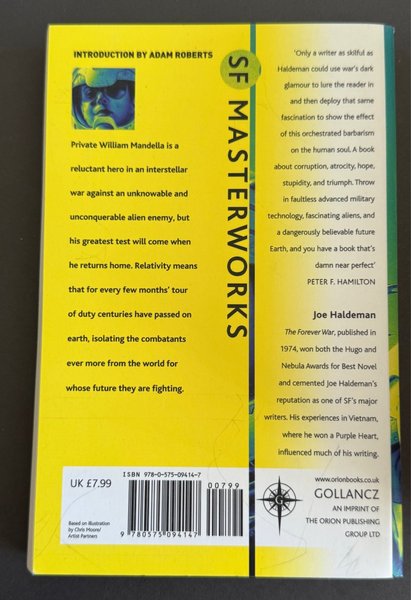 INTRODUCTION BY ADAM ROBERTS
Private William Mandella is a
reluctant hero in an interstellar
war against an unknowable and
unconquerable alien enemy, but
his greatest test will come when
he returns home. Relativity means
that for every few months' tour
of duty centuries have passed on
earth, isolating the combatants
ever more from the world for
whose future they are fighting.
SF MASTERWORKS
'Only a writer as skilful as
Haldeman could use war's dark
glamour to lure the reader in
and then deploy that same
fascination to show the effect
of this orchestrated barbarism
on the human soul. A book
about corruption, atrocity, hope,
stupidity, and triumph. Throw
in faultless advanced military
technology, fascinating aliens, and
a dangerously believable future
Earth, and you have a book that's
damn near perfect'
PETER F. HAMILTON
Joe Haldeman
The Forever War, published in
1974, won both the Hugo and
Nebula Awards for Best Novel
and cemented Joe Haldeman's
reputation as one of SF's major
writers. His experiences in Vietnam,
where he won a Purple Heart,
influenced much of his writing.
UK £7.99
Based on illustration
by Chris Moore/
Artist Partners
ISBN 978-0-575-09414-7
00799
9 780575 094147
www.orionbooks.co.uk
G
GOLLANCZ
AN IMPRINT OF
THE ORION PUBLISHING
GROUP LTD